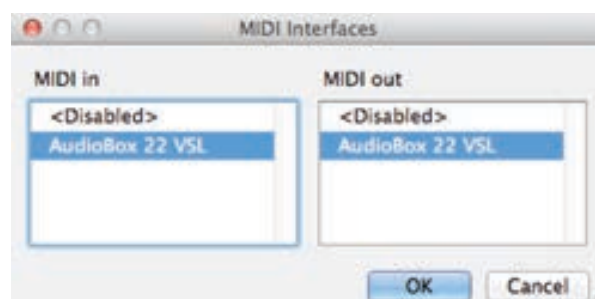 MIDI Interfaces
MIDI in
MIDI out
<Disabled>
AudioBox 22 VSL
<Disabled>
AudioBox 22 VSL
OK
Cancel